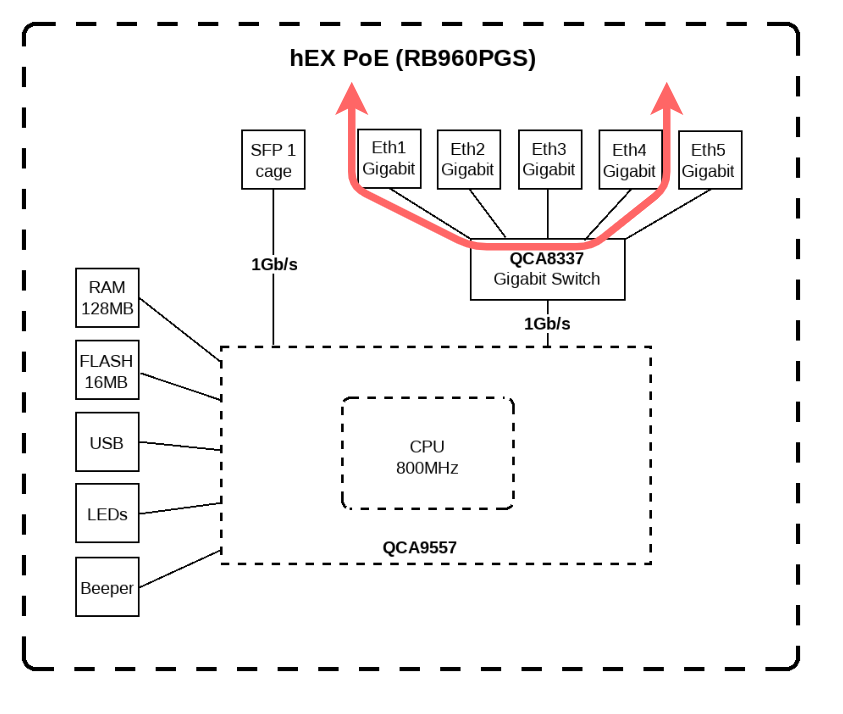 hEX PoE (RB960PGS)
SFP 1
cage
Eth1
Gigabit
Eth2
Gigabit
Eth3
Gigabit
Eth4
Gigabit
Eth5
Gigabit
1Gb/s
QCA8337
Gigabit Switch
1Gb/s
RAM
128MB
FLASH
16MB
USB
LEDs
Beeper
CPU
800MHz
QCA9557